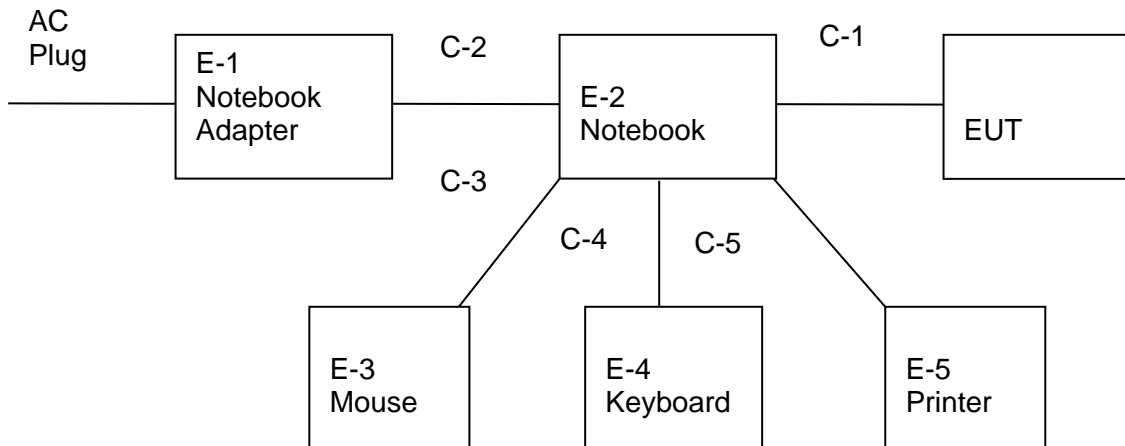 AC
Plug
E-1
Notebook
Adapter
C-2
E-2
Notebook
C-1
EUT
C-3
C-4
C-5
E-3
Mouse
E-4
Keyboard
E-5
Printer